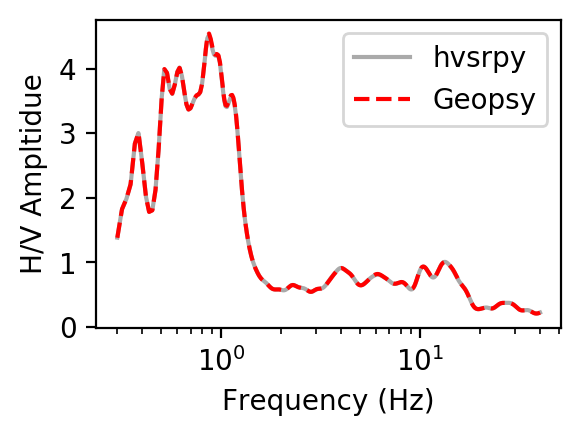 hvsrpy
Geopsy
H/V Ampltidue
4
3
2
1
0
10⁰
10¹
Frequency (Hz)